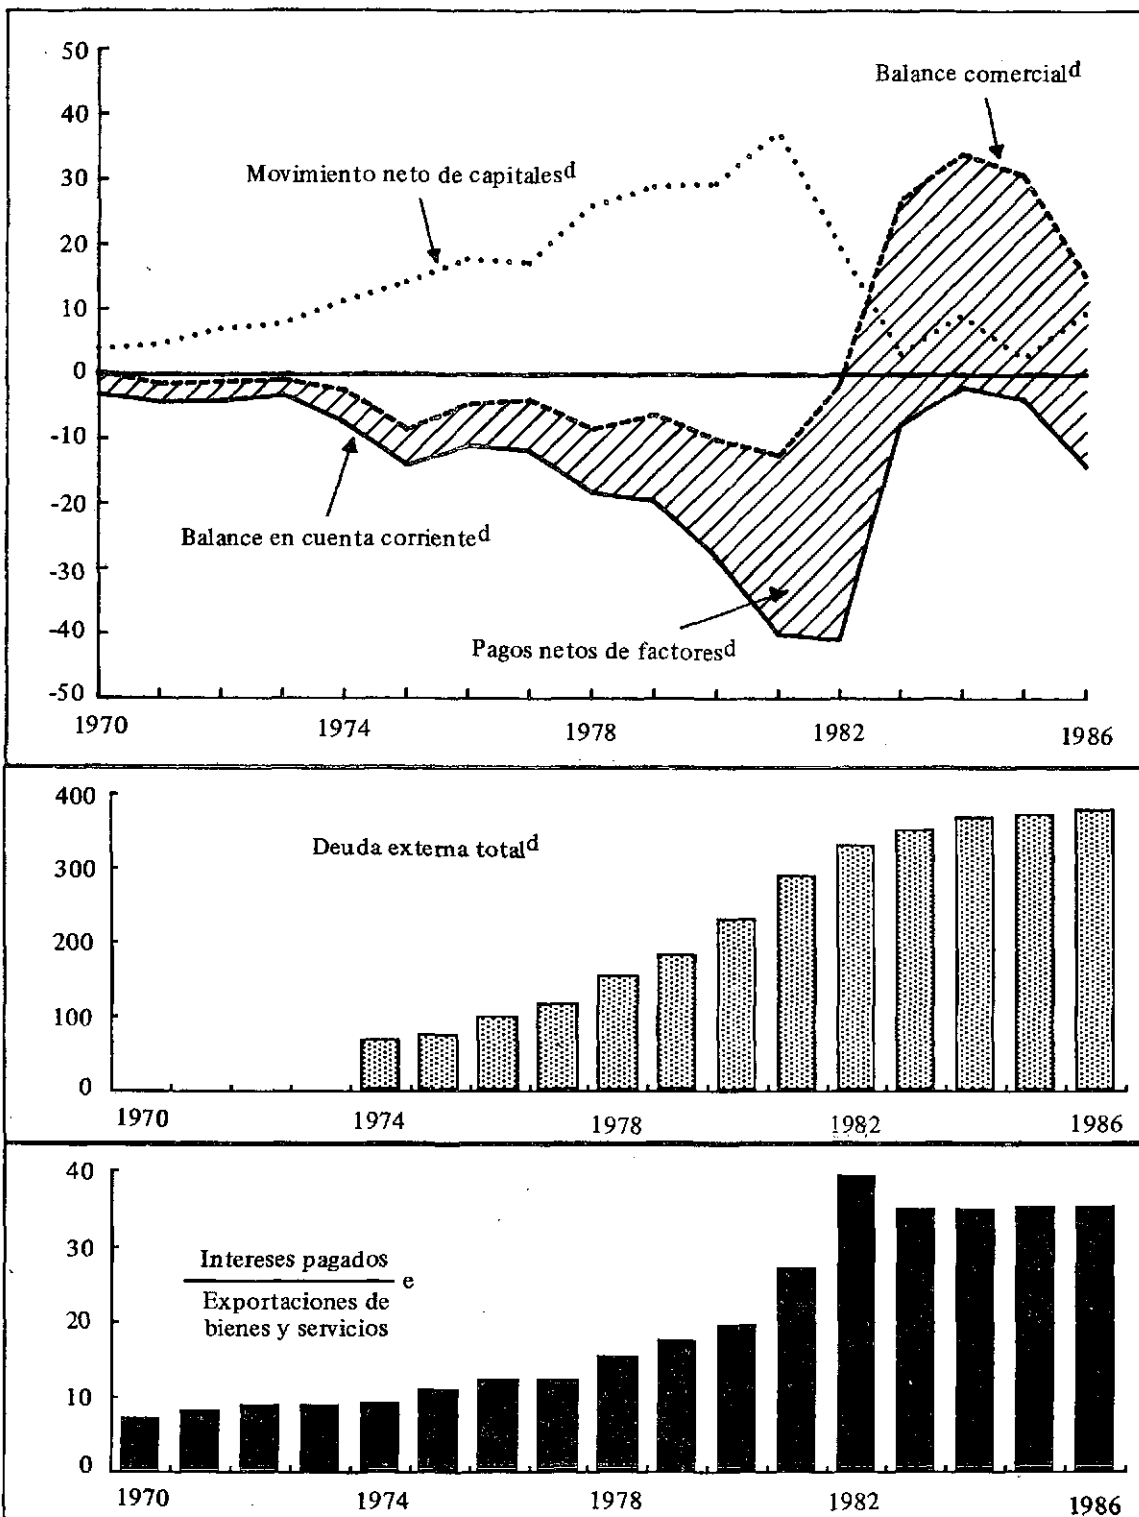 50
40
30
20
10
0
-10
-20
-30
-40
-50
Balance comercial d
Movimiento neto de capitales d
Balance en cuenta corriente d
Pagos netos de factores d
1970 1974 1978 1982 1986
400
300
200
100
0
Deuda externa total d
1970 1974 1978 1982 1986
40
30
20
10
0
Intereses pagados
e
Exportaciones de
bienes y servicios
1970 1974 1978 1982 1986